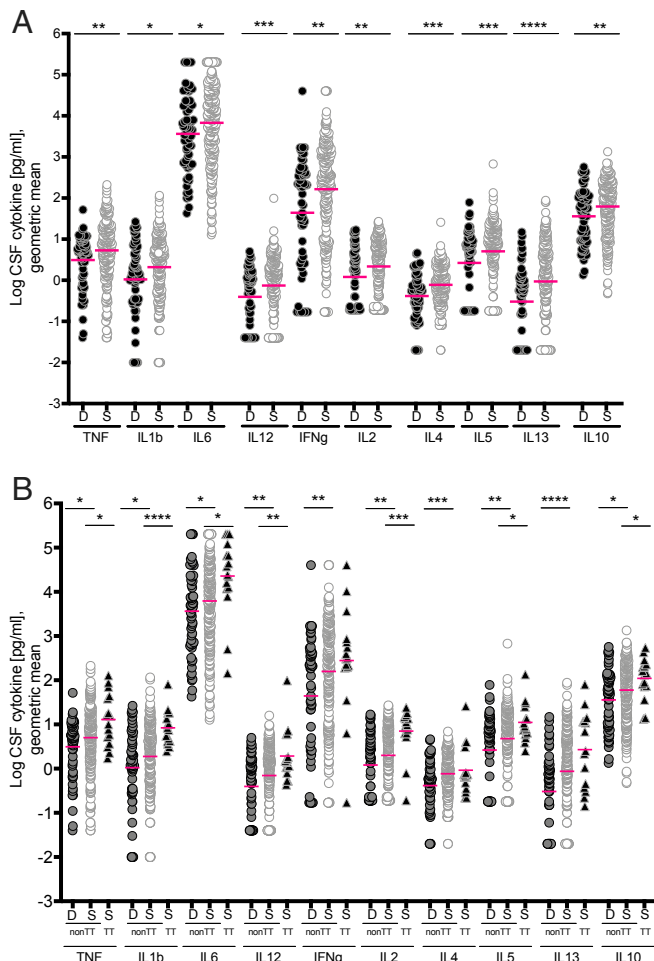 A
** * * *** ** ** *** *** **** **
Log CSF cytokine [pg/ml],
geometric mean
6
5
4
3
2
1
0
-1
-2
-3
D S D S D S D S D S D S D S D S D S D S
TNF IL1b IL6 IL12 IFNg IL2 IL4 IL5 IL13 IL10
B
* * * ** ** ** *** ** **** *
* **** * ** *** * *
Log CSF cytokine [pg/ml],
geometric mean
6
5
4
3
2
1
0
-1
-2
-3
D S S D S S D S S D S S D S S D S S D S S D S S D S S D S S
nonTT TT nonTT TT nonTT TT nonTT TT nonTT TT nonTT TT nonTT TT nonTT TT nonTT TT nonTT TT
TNF IL1b IL6 IL12 IFNg IL2 IL4 IL5 IL13 IL10